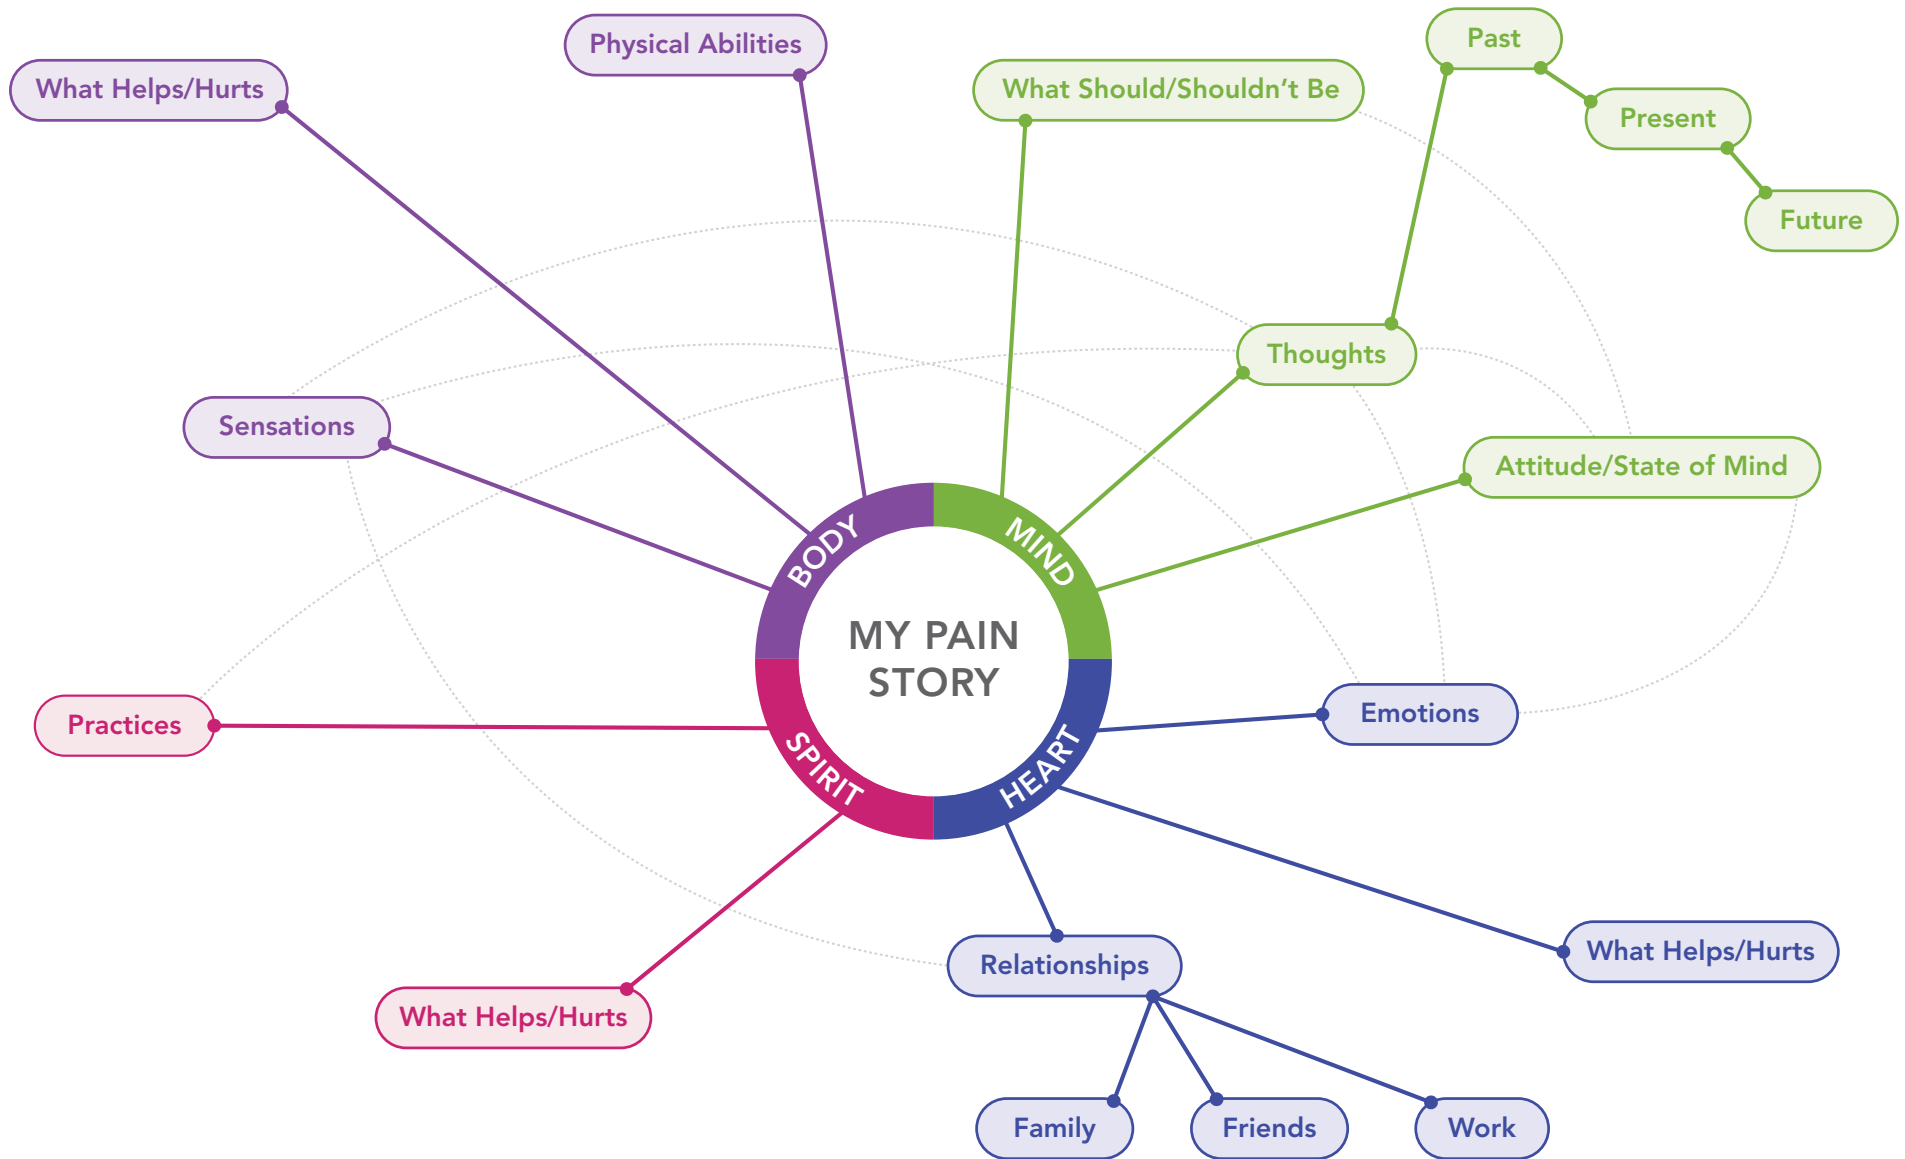 Physical Abilities
Past
What Helps/Hurts
What Should/Shouldn’t Be
Present
Future
Thoughts
Sensations
Attitude/State of Mind
BODY
MIND
MY PAIN
STORY
Practices
Emotions
SPIRIT
HEART
Relationships
What Helps/Hurts
What Helps/Hurts
Family
Friends
Work